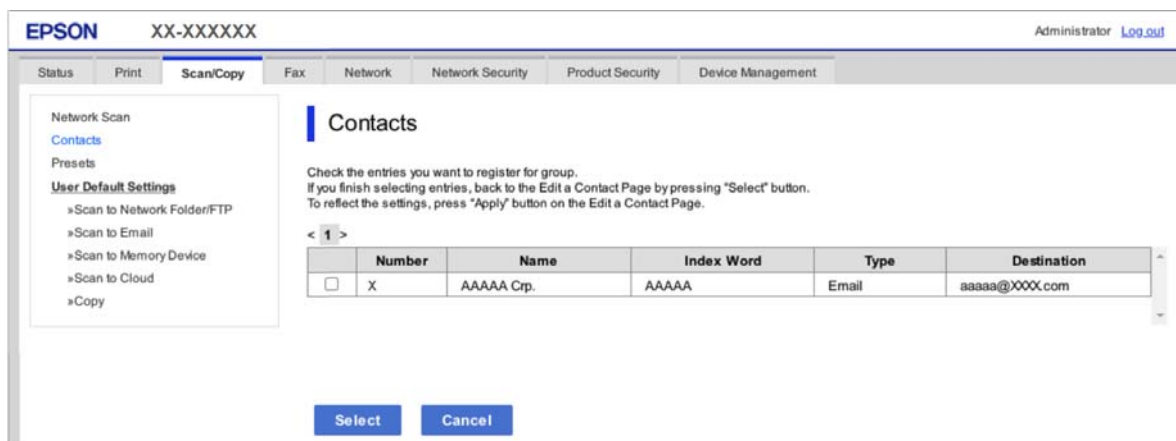 EPSON XX-XXXXXX Administrator Log out
Status Print Scan/Copy Fax Network Network Security Product Security Device Management
Network Scan
Contacts
Presets
User Default Settings
»Scan to Network Folder/FTP
»Scan to Email
»Scan to Memory Device
»Scan to Cloud
»Copy
Contacts
Check the entries you want to register for group.
If you finish selecting entries, back to the Edit a Contact Page by pressing "Select" button.
To reflect the settings, press "Apply" button on the Edit a Contact Page.
< 1 >
Number Name Index Word Type Destination
X AAAAA Crp. AAAAA Email aaaaa@XXXX.com
Select Cancel